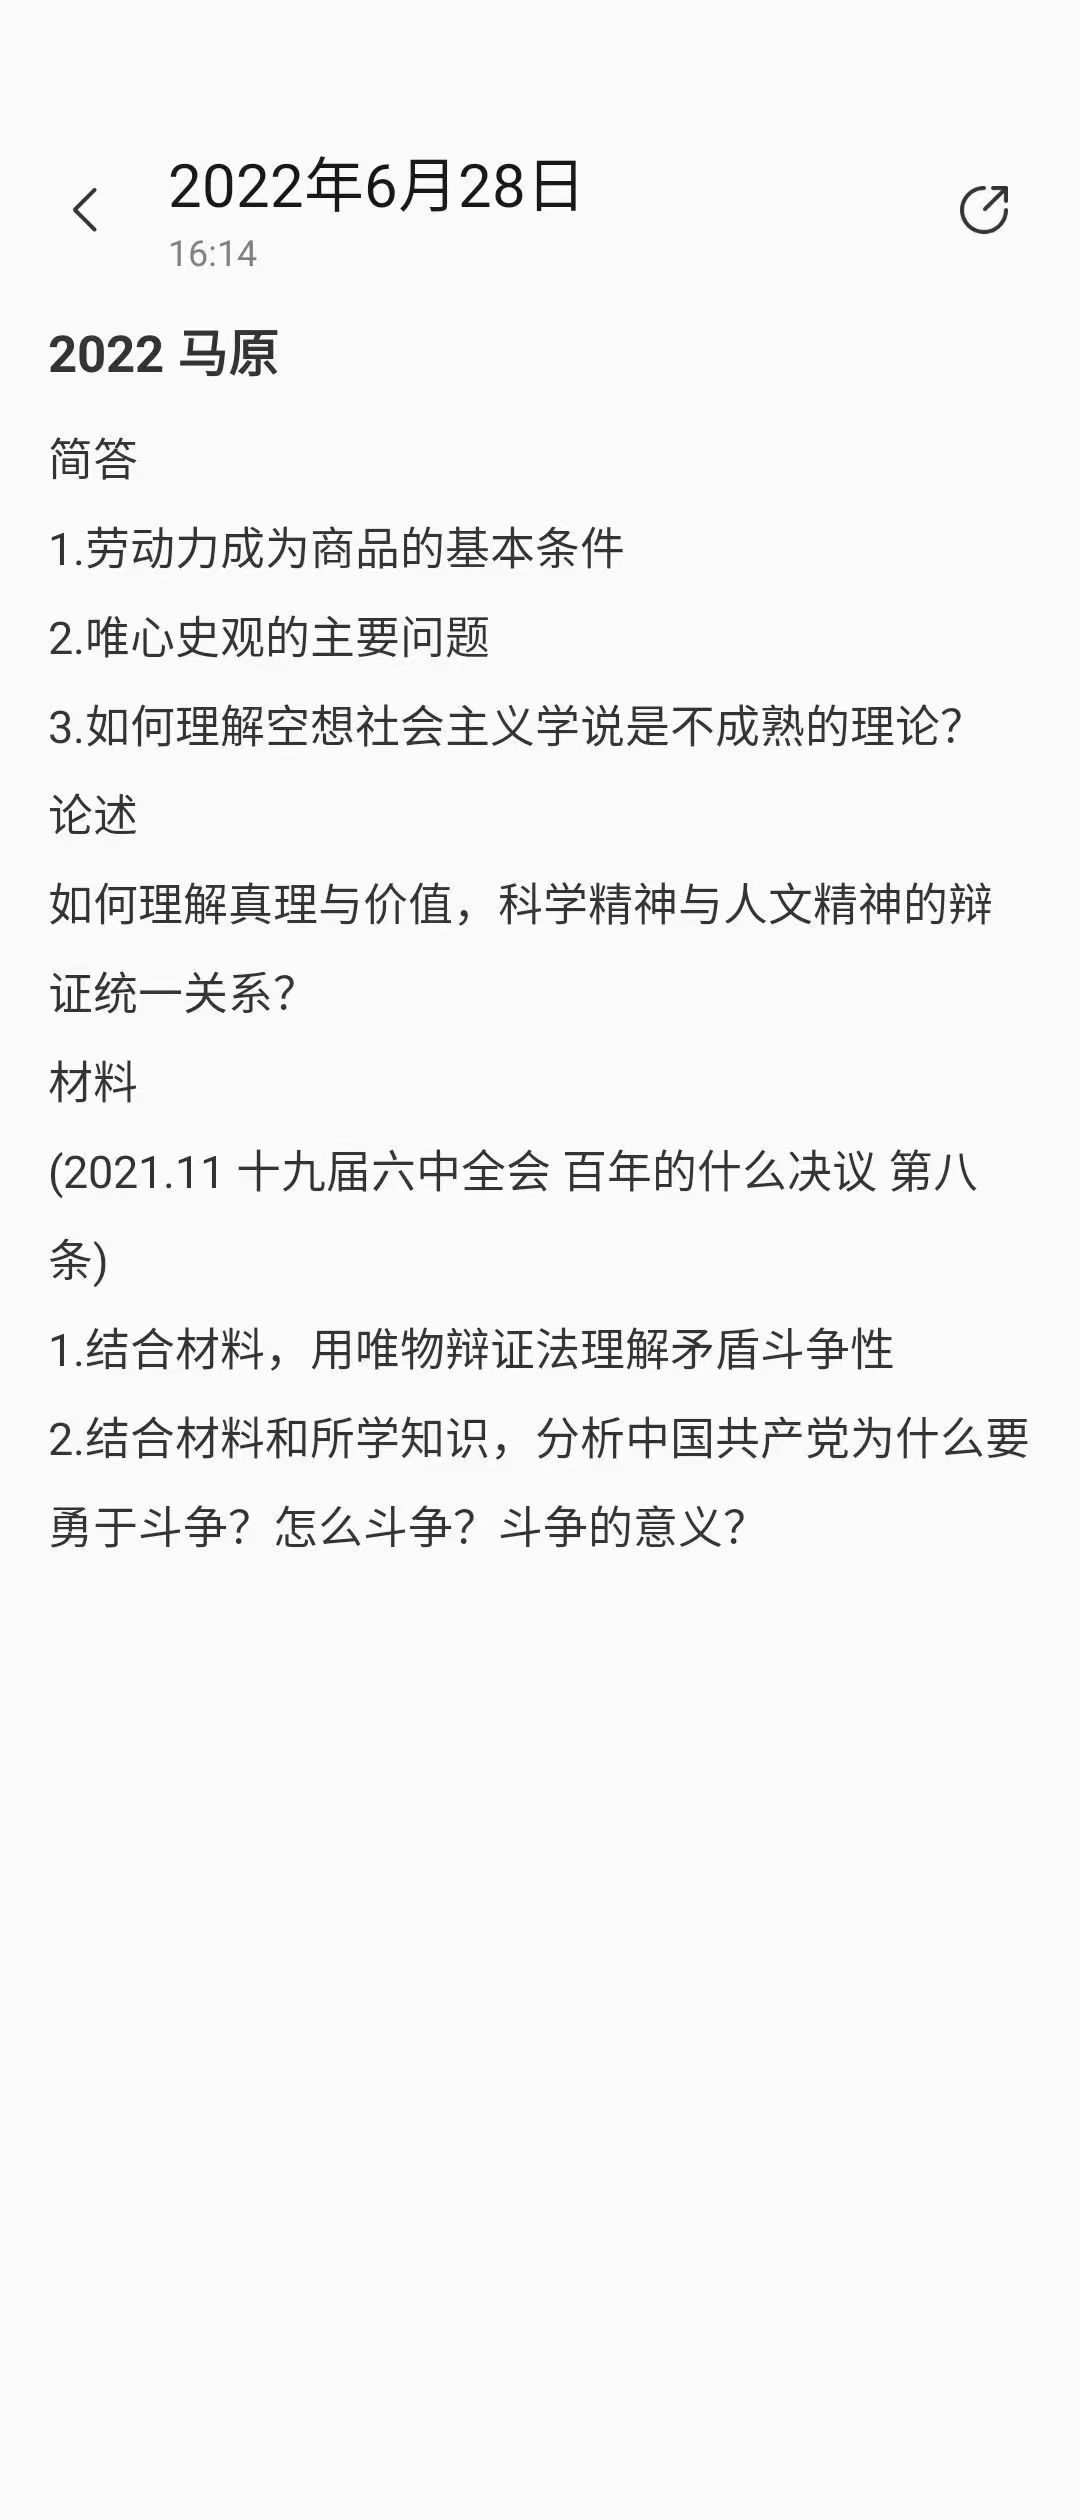 2022年6月28日
16:14
2022 马原
简答
1.劳动力成为商品的基本条件
2.唯心史观的主要问题
3.如何理解空想社会主义学说是不成熟的理论？
论述
如何理解真理与价值，科学精神与人文精神的辩
证统一关系？
材料
(2021.11 十九届六中全会 百年的什么决议 第八
条)
1.结合材料，用唯物辩证法理解矛盾斗争性
2.结合材料和所学知识，分析中国共产党为什么要
勇于斗争？怎么斗争？斗争的意义？